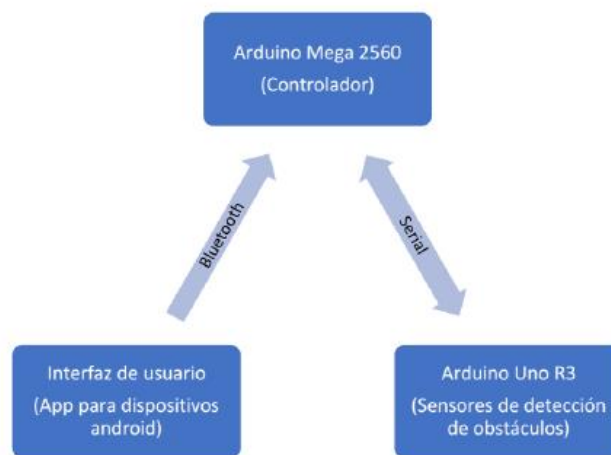 Arduino Mega 2560
(Controlador)
Bluetooth
Serial
Interfaz de usuario
(App para dispositivos
android)
Arduino Uno R3
(Sensores de detección
de obstáculos)